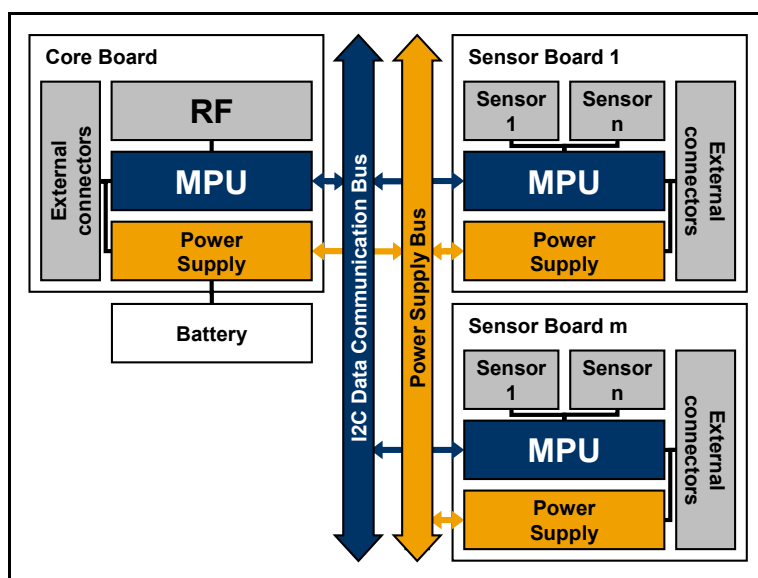 Core Board
RF
External
connectors
MPU
Power
Supply
Battery
I2C Data Communication Bus
Power Supply Bus
Sensor Board 1
Sensor
1
Sensor
n
MPU
Power
Supply
External
connectors
Sensor Board m
Sensor
1
Sensor
n
MPU
Power
Supply
External
connectors